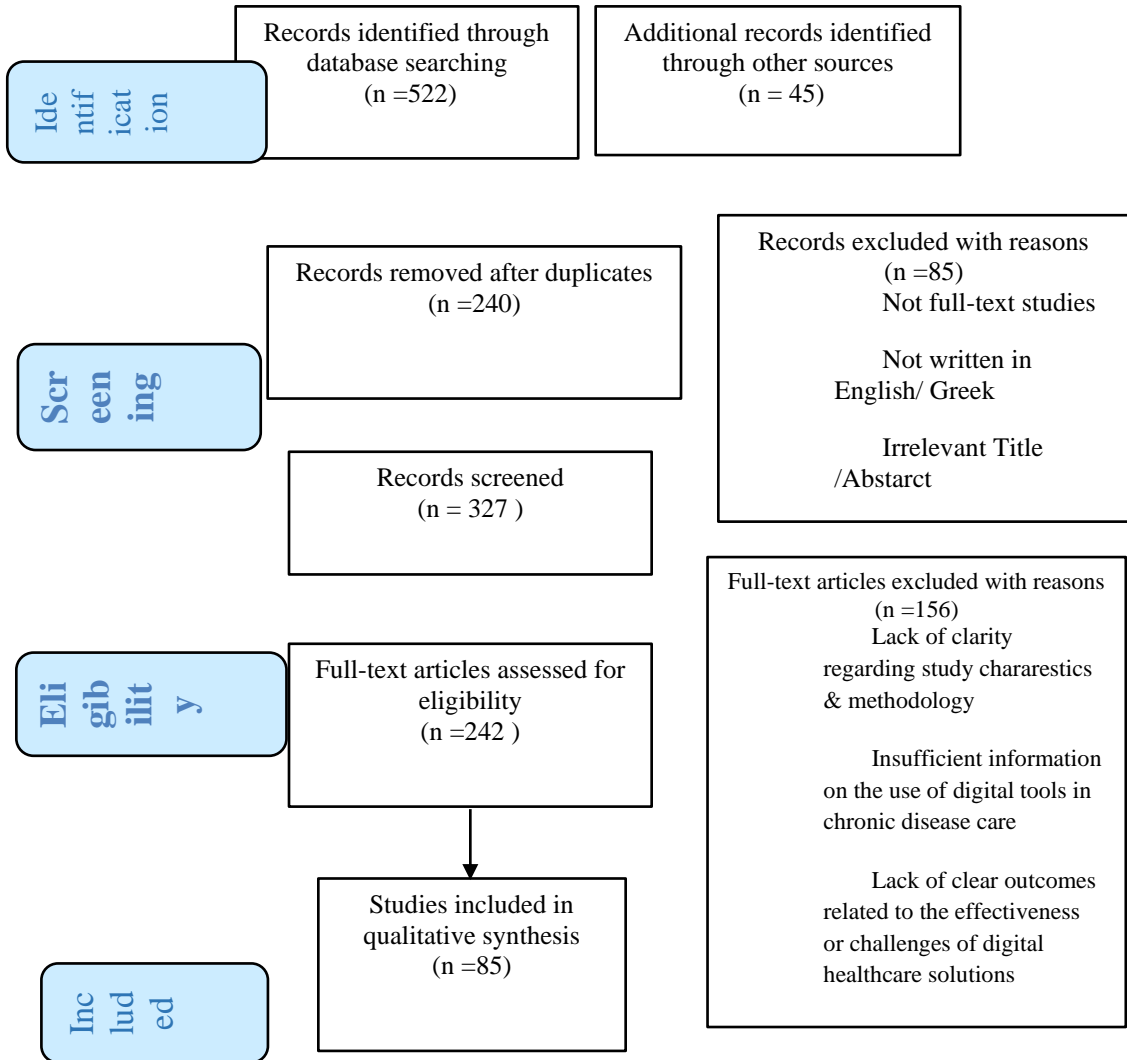 Ide
ntif
icat
ion
Records identified through
database searching
(n =522)
Additional records identified
through other sources
(n = 45)
Scr
een
ing
Records removed after duplicates
(n =240)
Records excluded with reasons
(n =85)
Not full-text studies
Not written in
English/ Greek
Irrelevant Title
/Abstarct
Records screened
(n = 327 )
Eli
gib
ilit
y
Full-text articles assessed for
eligibility
(n =242 )
Full-text articles excluded with reasons
(n =156)
Lack of clarity
regarding study chararestics
& methodology
Insufficient information
on the use of digital tools in
chronic disease care
Lack of clear outcomes
related to the effectiveness
or challenges of digital
healthcare solutions
Inc
lud
ed
Studies included in
qualitative synthesis
(n =85)